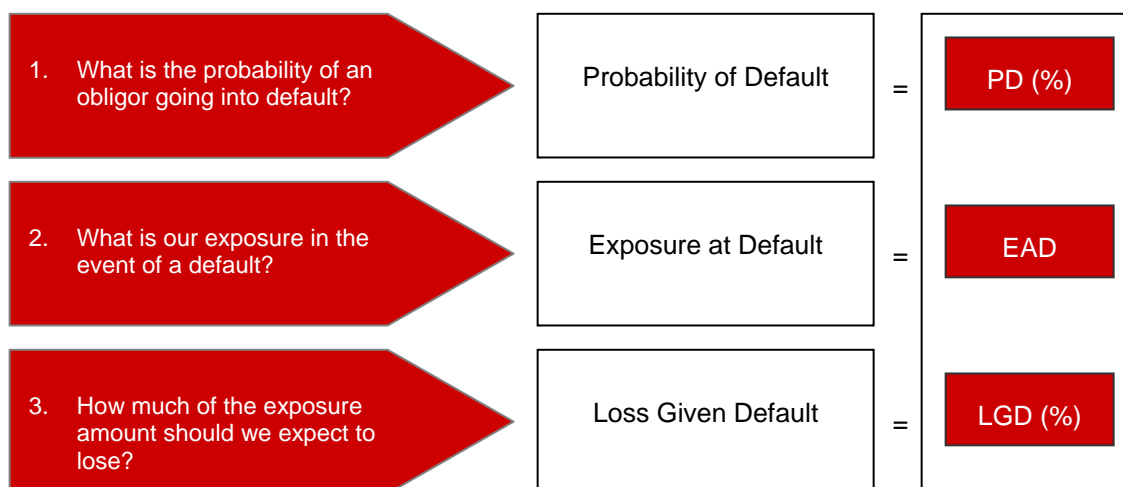 1. What is the probability of an
obligor going into default?
Probability of Default
=
PD (%)
2. What is our exposure in the
event of a default?
Exposure at Default
=
EAD
3. How much of the exposure
amount should we expect to
lose?
Loss Given Default
=
LGD (%)